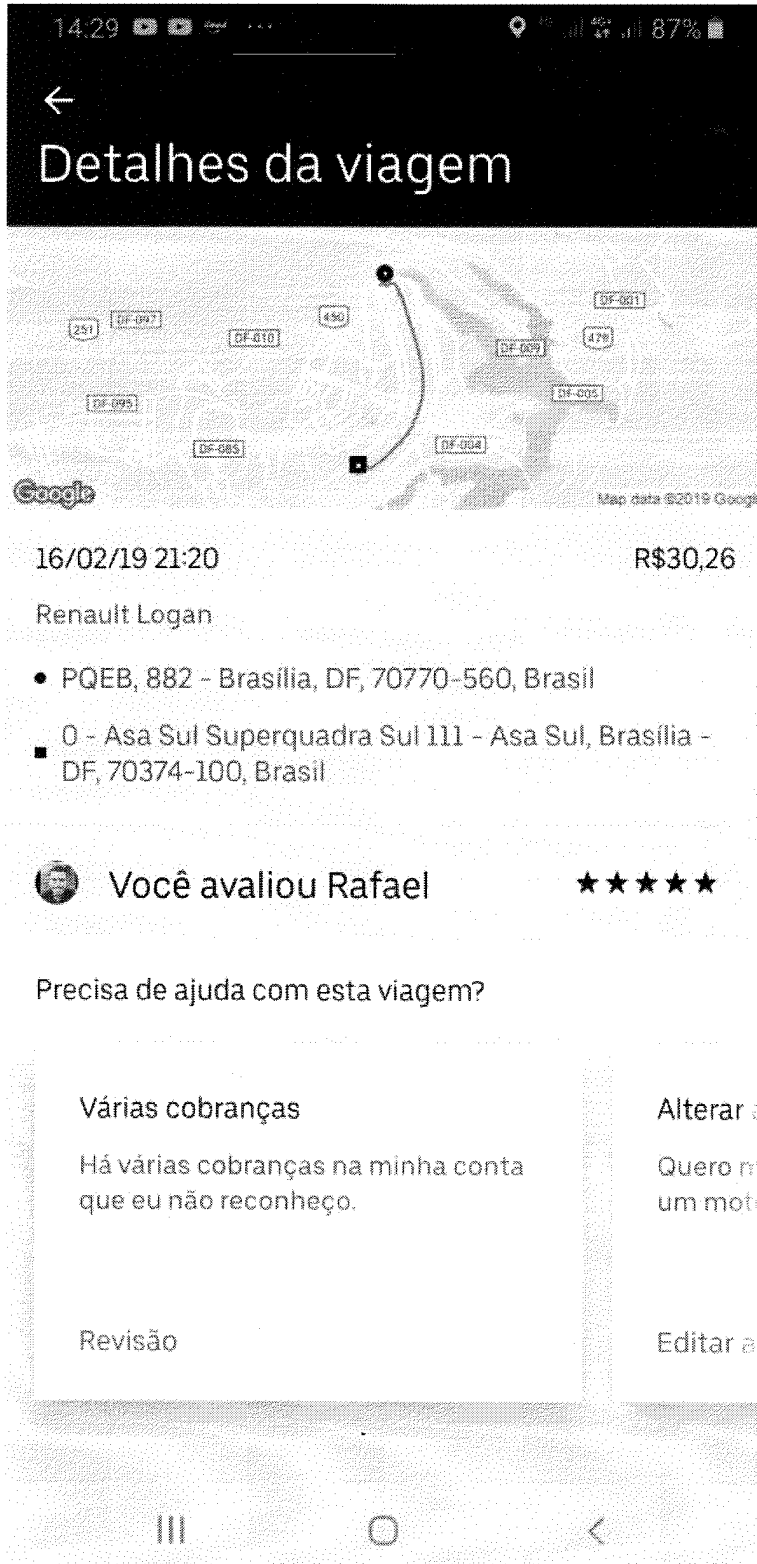 14:29 ... 4G 4G+ 87%
Detalhes da viagem
DF-001
450
DF-097
251
DF-010
479
DF-009
DF-005
DF-095
DF-004
DF-085
Google
Map data ©2019 Google
16/02/19 21:20 R$30,26
Renault Logan
• PQEB, 882 - Brasília, DF, 70770-560, Brasil
0 - Asa Sul Superquadra Sul 111 - Asa Sul, Brasília -
DF, 70374-100, Brasil
Você avaliou Rafael ★★★★★
Precisa de ajuda com esta viagem?
Várias cobranças
Há várias cobranças na minha conta
que eu não reconheço.
Revisão
Alterar
Quero
um
Editar